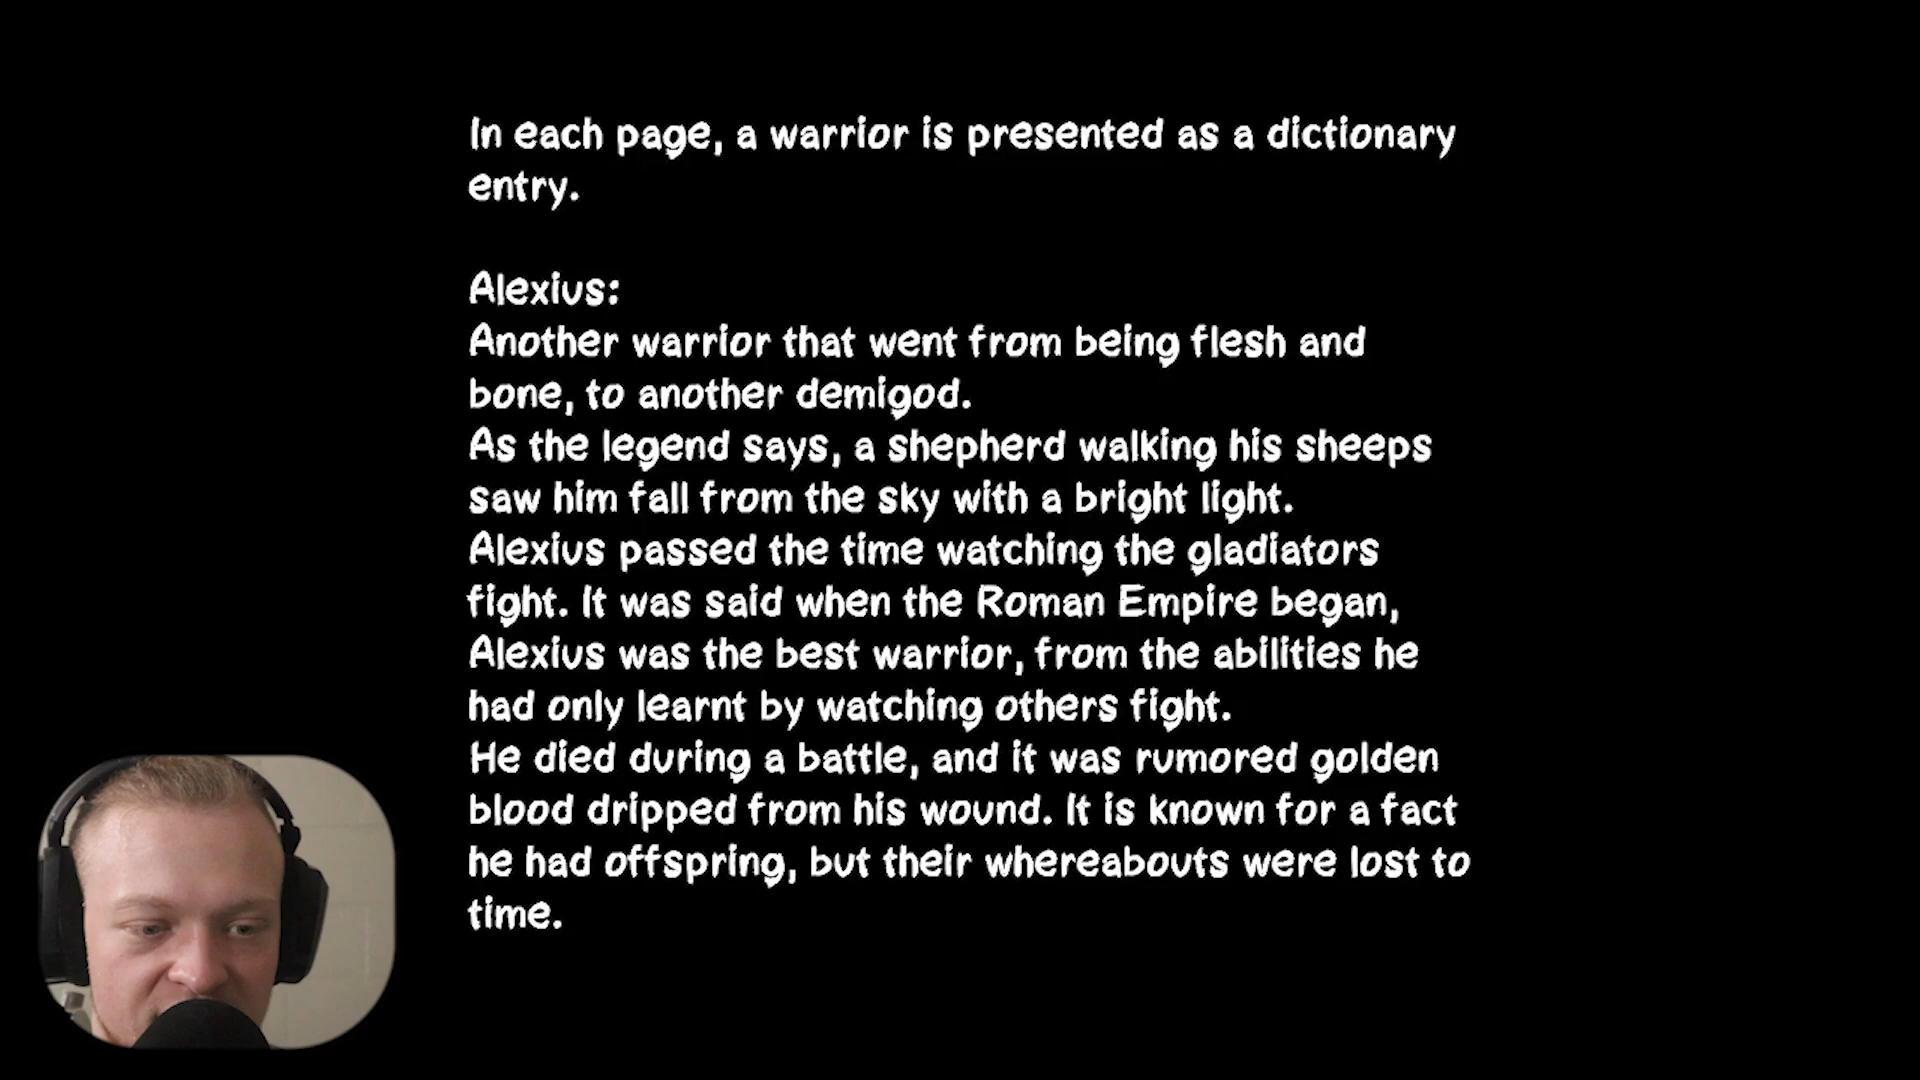 In each page, a warrior is presented as a dictionary
entry.
Alexius:
Another warrior that went from being flesh and
bone, to another demigod.
As the legend says, a shepherd walking his sheeps
saw him fall from the sky with a bright light.
Alexius passed the time watching the gladiators
fight. It was said when the Roman Empire began,
Alexius was the best warrior, from the abilities he
had only learnt by watching others fight.
He died during a battle, and it was rumored golden
blood dripped from his wound. It is known for a fact
he had offspring, but their whereabouts were lost to
time.